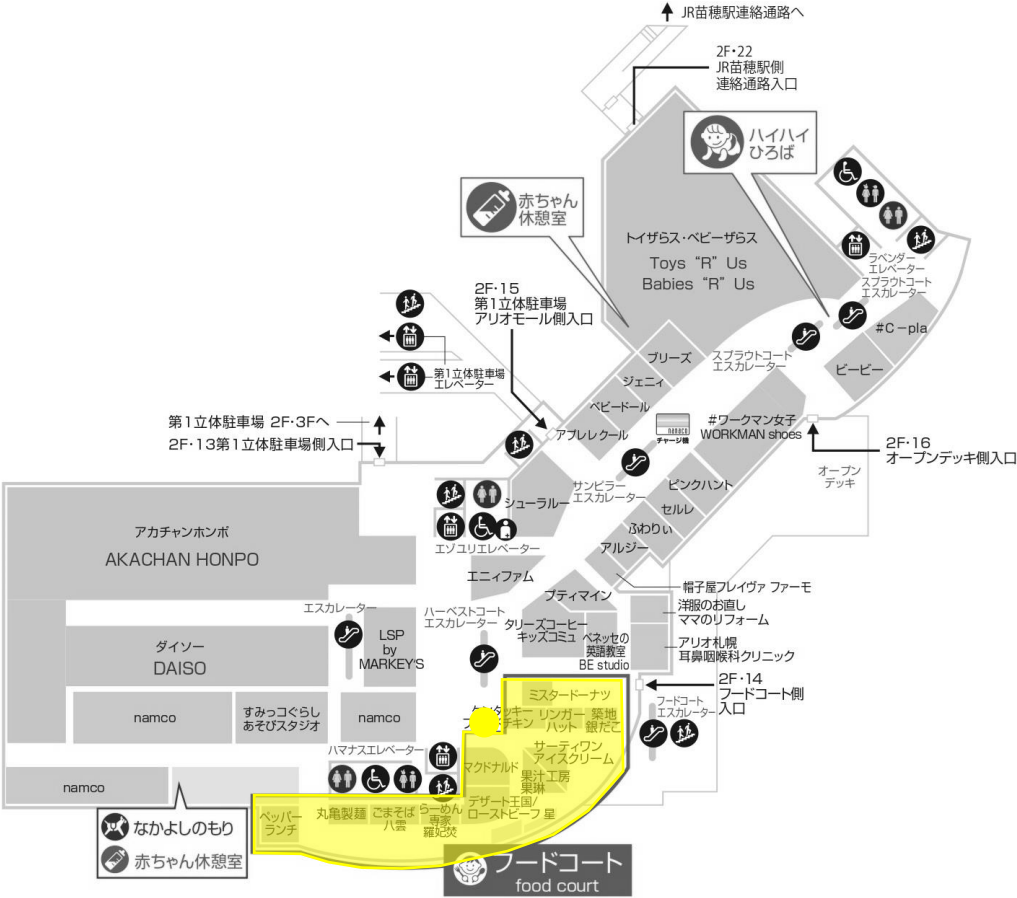 JR苗穂駅連絡通路へ
2F・22
JR苗穂駅側
連絡通路入口
ハイハイ
ひろば
赤ちゃん
休憩室
トイザらス・ベビーザらス
Toys "R" Us
Babies "R" Us
ラベンダー
エレベーター
スプラウトコート
エスカレーター
2F・15
第1立体駐車場
アリオモール側入口
#C-pla
ビービー
スプラウトコート
エスカレーター
ブリーズ
ジェニィ
ベビードール
アプレレクール
第1立体駐車場
エレベーター
第1立体駐車場 2F・3Fへ
2F・13第1立体駐車場側入口
nanaco
チャージ機
#ワークマン女子
WORKMAN shoes
2F・16
オープンデッキ側入口
オープン
デッキ
サンピラー
エスカレーター
ピンクハント
セルレ
ふわりぃ
アルジー
シューラルー
エゾユリエレベーター
エニィファム
プティマイン
帽子屋フレイヴァ ファーモ
洋服のお直し
ママのリフォーム
アリオ札幌
耳鼻咽喉科クリニック
アカチャンホンポ
AKACHAN HONPO
エスカレーター
ハーベストコート
エスカレーター
タリーズコーヒー
キッズコミュ
ベネッセの
英語教室
BE studio
LSP
by
MARKEY'S
ダイソー
DAISO
2F・14
フードコート側
入口
フードコート
エスカレーター
namco
すみっコぐらし
あそびスタジオ
namco
ミスタードーナツ
ケンタッキー
フライドチキン
リンガー
ハット
築地
銀だこ
サーティワン
アイスクリーム
ハマナスエレベーター
マクドナルド
果汁工房
果琳
namco
デザート王国/
ローストビーフ 星
ペッパー
ランチ
丸亀製麺
ごまそば
八雲
らーめん
専家
羅妃焚
なかよしのもり
赤ちゃん休憩室
フードコート
food court